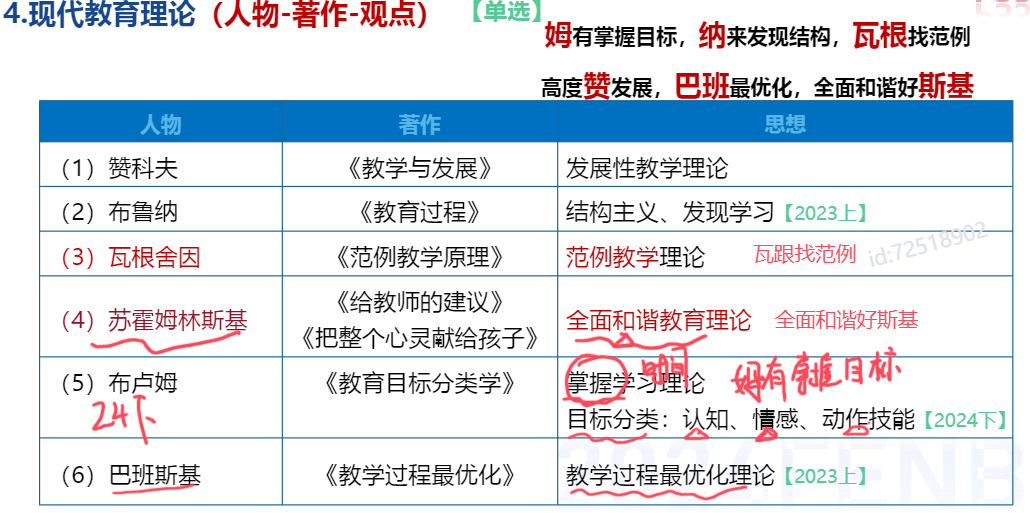 4.现代教育理论（人物-著作-观点）【单选】
姆有掌握目标，纳来发现结构，瓦根找范例
高度赞发展，巴班最优化，全面和谐好斯基
人物 著作 思想
（1）赞科夫 《教学与发展》 发展性教学理论
（2）布鲁纳 《教育过程》 结构主义、发现学习【2023上】
（3）瓦根舍因 《范例教学原理》 范例教学理论 瓦跟找范例
id:72518902
（4）苏霍姆林斯基 《给教师的建议》
《把整个心灵献给孩子》 全面和谐教育理论 全面和谐好斯基
（5）布卢姆 《教育目标分类学》 掌握学习理论
姆有掌握目标
24下
目标分类：认知、情感、动作技能【2024下】
（6）巴班斯基 《教学过程最优化》 教学过程最优化理论【2023上】